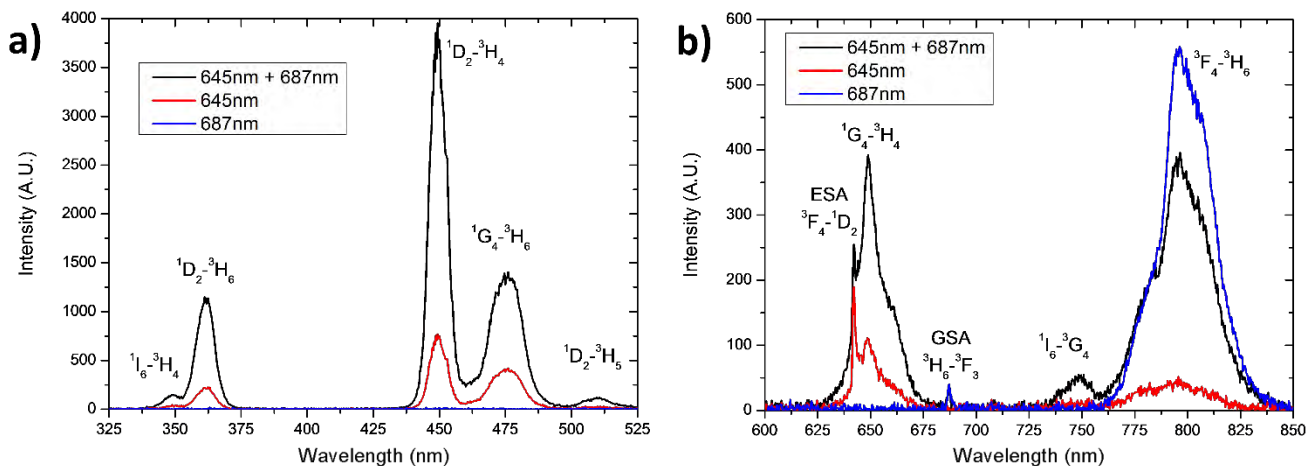 a)
645nm + 687nm
645nm
687nm
¹D₂-³H₄
¹G₄-³H₆
¹D₂-³H₆
¹I₆-³H₄
¹D₂-³H₅
4000
3500
3000
2500
2000
1500
1000
500
0
325 350 375 400 425 450 475 500 525
Intensity (A.U.)
Wavelength (nm)
b)
645nm + 687nm
645nm
687nm
³F₄-³H₆
¹G₄-³H₄
ESA
³F₄-¹D₂
GSA
³H₆-³F₃
¹I₆-³G₄
600
500
400
300
200
100
0
600 625 650 675 700 725 750 775 800 825 850
Intensity (A.U.)
Wavelength (nm)